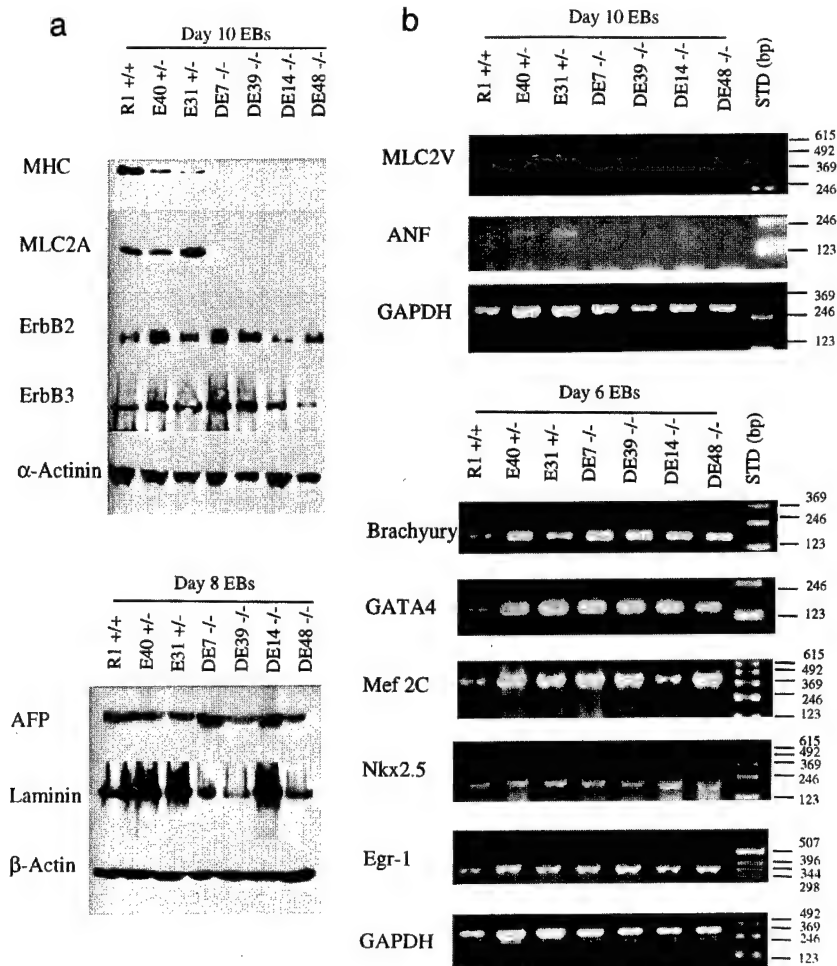 a
Day 10 EBs
R1 +/+
E40 +/-
E31 +/-
DE7 -/-
DE39 -/-
DE14 -/-
DE48 -/-
MHC
MLC2A
ErbB2
ErbB3
α-Actinin
Day 8 EBs
R1 +/+
E40 +/-
E31 +/-
DE7 -/-
DE39 -/-
DE14 -/-
DE48 -/-
AFP
Laminin
β-Actin
b
Day 10 EBs
R1 +/+
E40 +/-
E31 +/-
DE7 -/-
DE39 -/-
DE14 -/-
DE48 -/-
STD (bp)
MLC2V
615
492
369
246
ANF
246
123
GAPDH
369
246
123
Day 6 EBs
R1 +/+
E40 +/-
E31 +/-
DE7 -/-
DE39 -/-
DE14 -/-
DE48 -/-
STD (bp)
Brachyury
369
246
123
GATA4
246
123
Mef 2C
615
492
369
246
123
Nkx2.5
615
492
369
246
123
Egr-1
507
396
344
298
GAPDH
492
369
246
123